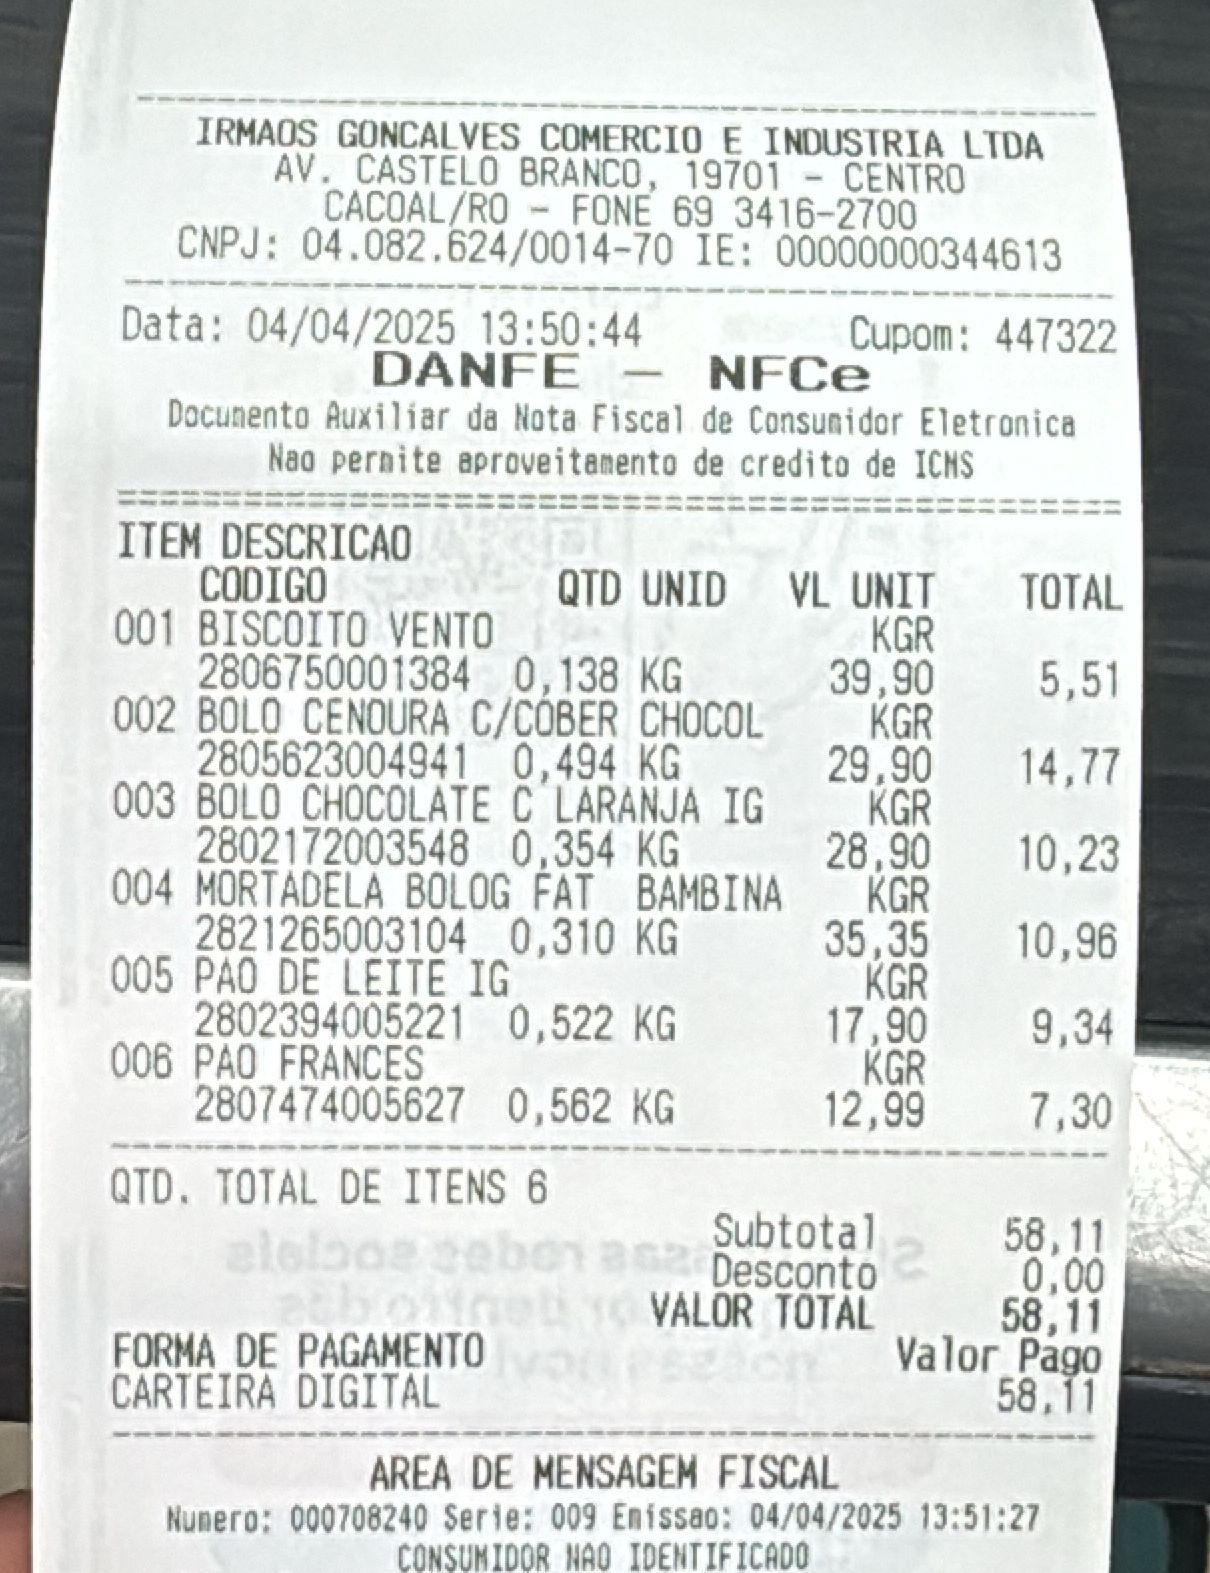 IRMAOS GONCALVES COMERCIO E INDUSTRIA LTDA
AV. CASTELO BRANCO, 19701 - CENTRO
CACOAL/RO - FONE 69 3416-2700
CNPJ: 04.082.624/0014-70 IE: 00000000344613
Data: 04/04/2025 13:50:44 Cupom: 447322
DANFE - NFCe
Documento Auxiliar da Nota Fiscal de Consumidor Eletronica
Nao permite aproveitamento de credito de ICMS
ITEM DESCRICAO
CODIGO QTD UNID VL UNIT TOTAL
001 BISCOITO VENTO KGR
2806750001384 0,138 KG 39,90 5,51
002 BOLO CENOURA C/COBER CHOCOL KGR
2805623004941 0,494 KG 29,90 14,77
003 BOLO CHOCOLATE C LARANJA IG KGR
2802172003548 0,354 KG 28,90 10,23
004 MORTADELA BOLOG FAT BAMBINA KGR
2821265003104 0,310 KG 35,35 10,96
005 PAO DE LEITE IG KGR
2802394005221 0,522 KG 17,90 9,34
006 PAO FRANCES KGR
2807474005627 0,562 KG 12,99 7,30
QTD. TOTAL DE ITENS 6
Subtotal 58,11
Desconto 0,00
VALOR TOTAL 58,11
FORMA DE PAGAMENTO Valor Pago
CARTEIRA DIGITAL 58,11
AREA DE MENSAGEM FISCAL
Numero: 000708240 Serie: 009 Emissao: 04/04/2025 13:51:27
CONSUMIDOR NAO IDENTIFICADO